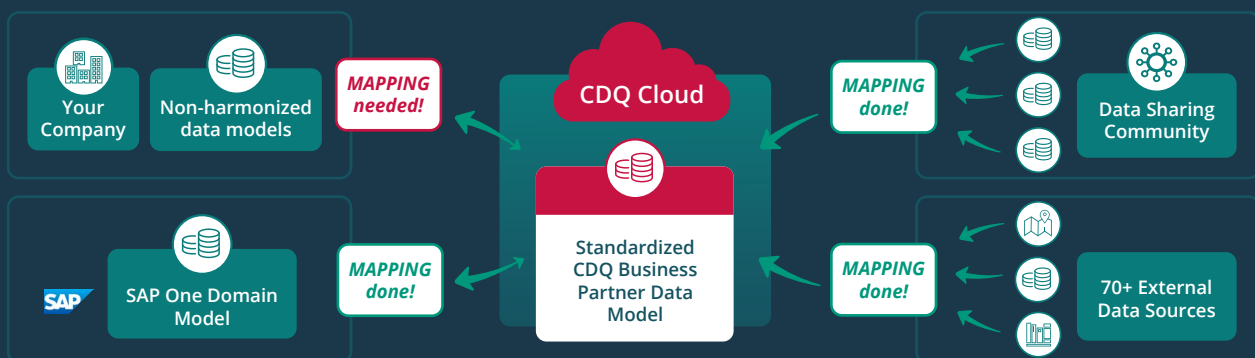 Your
Company
Non-harmonized
data models
MAPPING
needed!
CDQ Cloud
MAPPING
done!
Data Sharing
Community
SAP
SAP One Domain
Model
MAPPING
done!
Standardized
CDQ Business
Partner Data
Model
MAPPING
done!
70+ External
Data Sources